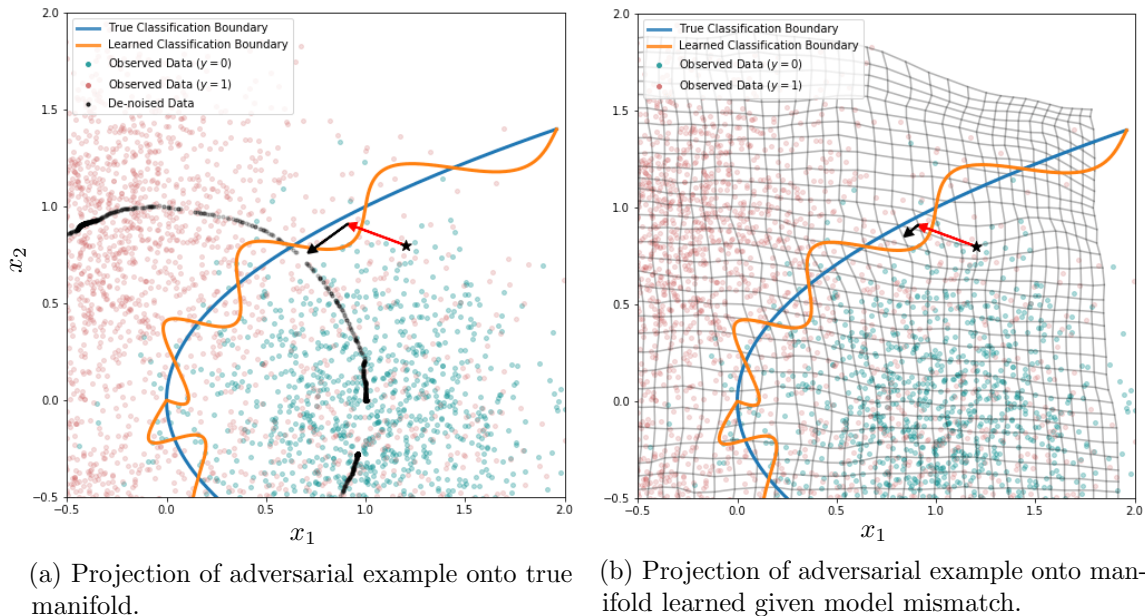 True Classification Boundary
Learned Classification Boundary
Observed Data (y = 0)
Observed Data (y = 1)
De-noised Data
2.0
1.5
1.0
0.5
0.0
−0.5
x2
−0.5 0.0 0.5 1.0 1.5 2.0
x1
(a) Projection of adversarial example onto true
manifold.
True Classification Boundary
Learned Classification Boundary
Observed Data (y = 0)
Observed Data (y = 1)
2.0
1.5
1.0
0.5
0.0
−0.5
−0.5 0.0 0.5 1.0 1.5 2.0
x1
(b) Projection of adversarial example onto man-
ifold learned given model mismatch.